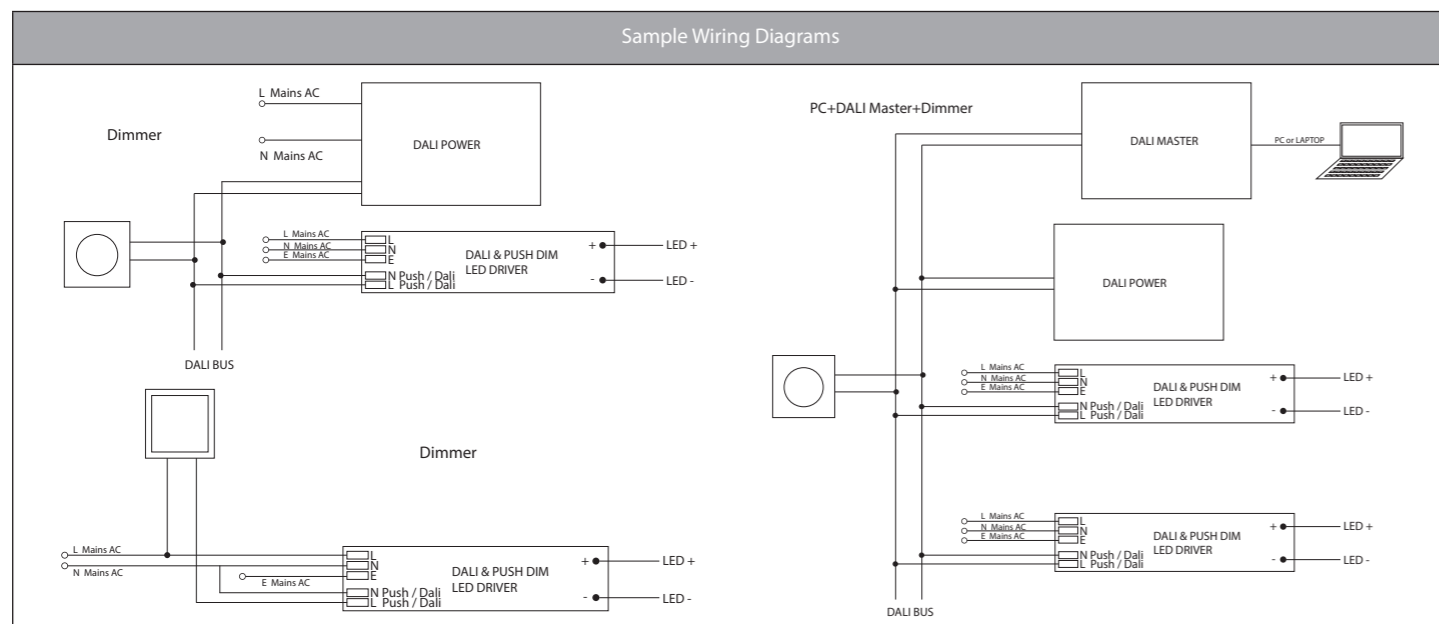 Sample Wiring Diagrams
L Mains AC
Dimmer
N Mains AC
DALI POWER
L Mains AC
N Mains AC
E Mains AC
L
N
E
N Push / Dali
L Push / Dali
DALI & PUSH DIM
LED DRIVER
+
-
LED +
LED -
DALI BUS
Dimmer
L Mains AC
N Mains AC
E Mains AC
L
N
E
N Push / Dali
L Push / Dali
DALI & PUSH DIM
LED DRIVER
+
-
LED +
LED -
PC+DALI Master+Dimmer
DALI MASTER
PC or LAPTOP
DALI POWER
L Mains AC
N Mains AC
E Mains AC
L
N
E
N Push / Dali
L Push / Dali
DALI & PUSH DIM
LED DRIVER
+
-
LED +
LED -
L Mains AC
N Mains AC
E Mains AC
L
N
E
N Push / Dali
L Push / Dali
DALI & PUSH DIM
LED DRIVER
+
-
LED +
LED -
DALI BUS